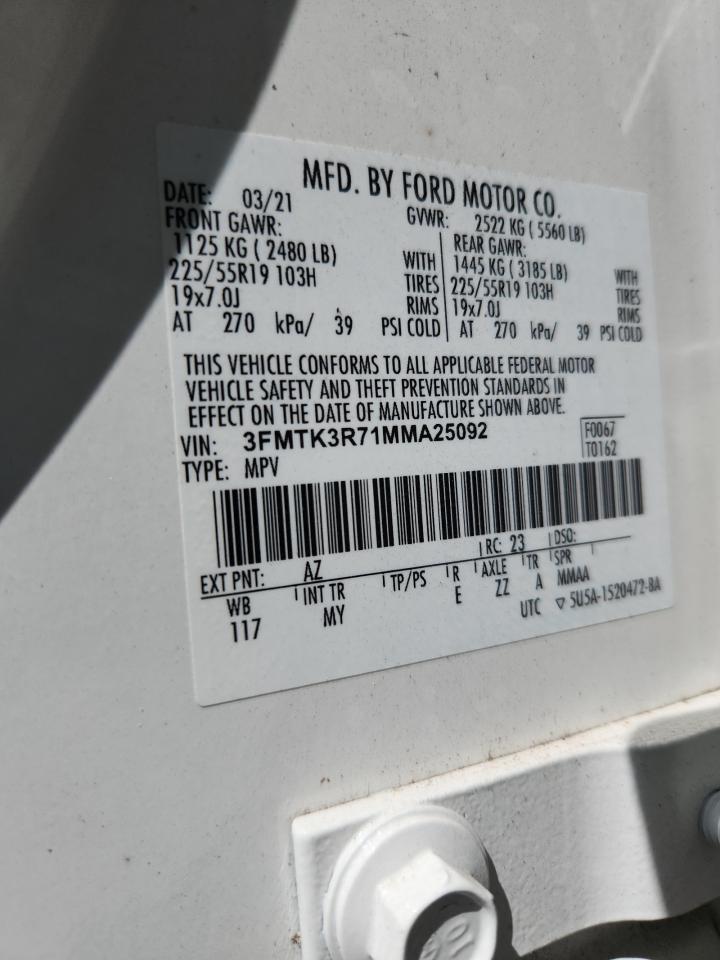 MFD. BY FORD MOTOR CO.
DATE: 03/21 GVWR: 2522 KG ( 5560 LB)
FRONT GAWR: REAR GAWR:
1125 KG ( 2480 LB) WITH 1445 KG ( 3185 LB) WITH
225/55R19 103H TIRES 225/55R19 103H TIRES
19x7.0J RIMS 19x7.0J RIMS
AT 270 kPa/ 39 PSI COLD AT 270 kPa/ 39 PSI COLD
THIS VEHICLE CONFORMS TO ALL APPLICABLE FEDERAL MOTOR
VEHICLE SAFETY AND THEFT PREVENTION STANDARDS IN
EFFECT ON THE DATE OF MANUFACTURE SHOWN ABOVE.
VIN: 3FMTK3R71MMA25092 F0067
TYPE: MPV T0162
EXT PNT: AZ RC: 23 DSO:
WB INT TR TP/PS R AXLE TR SPR
117 MY E ZZ A MMAA
UTC ▽ 5U5A-1520472-BA